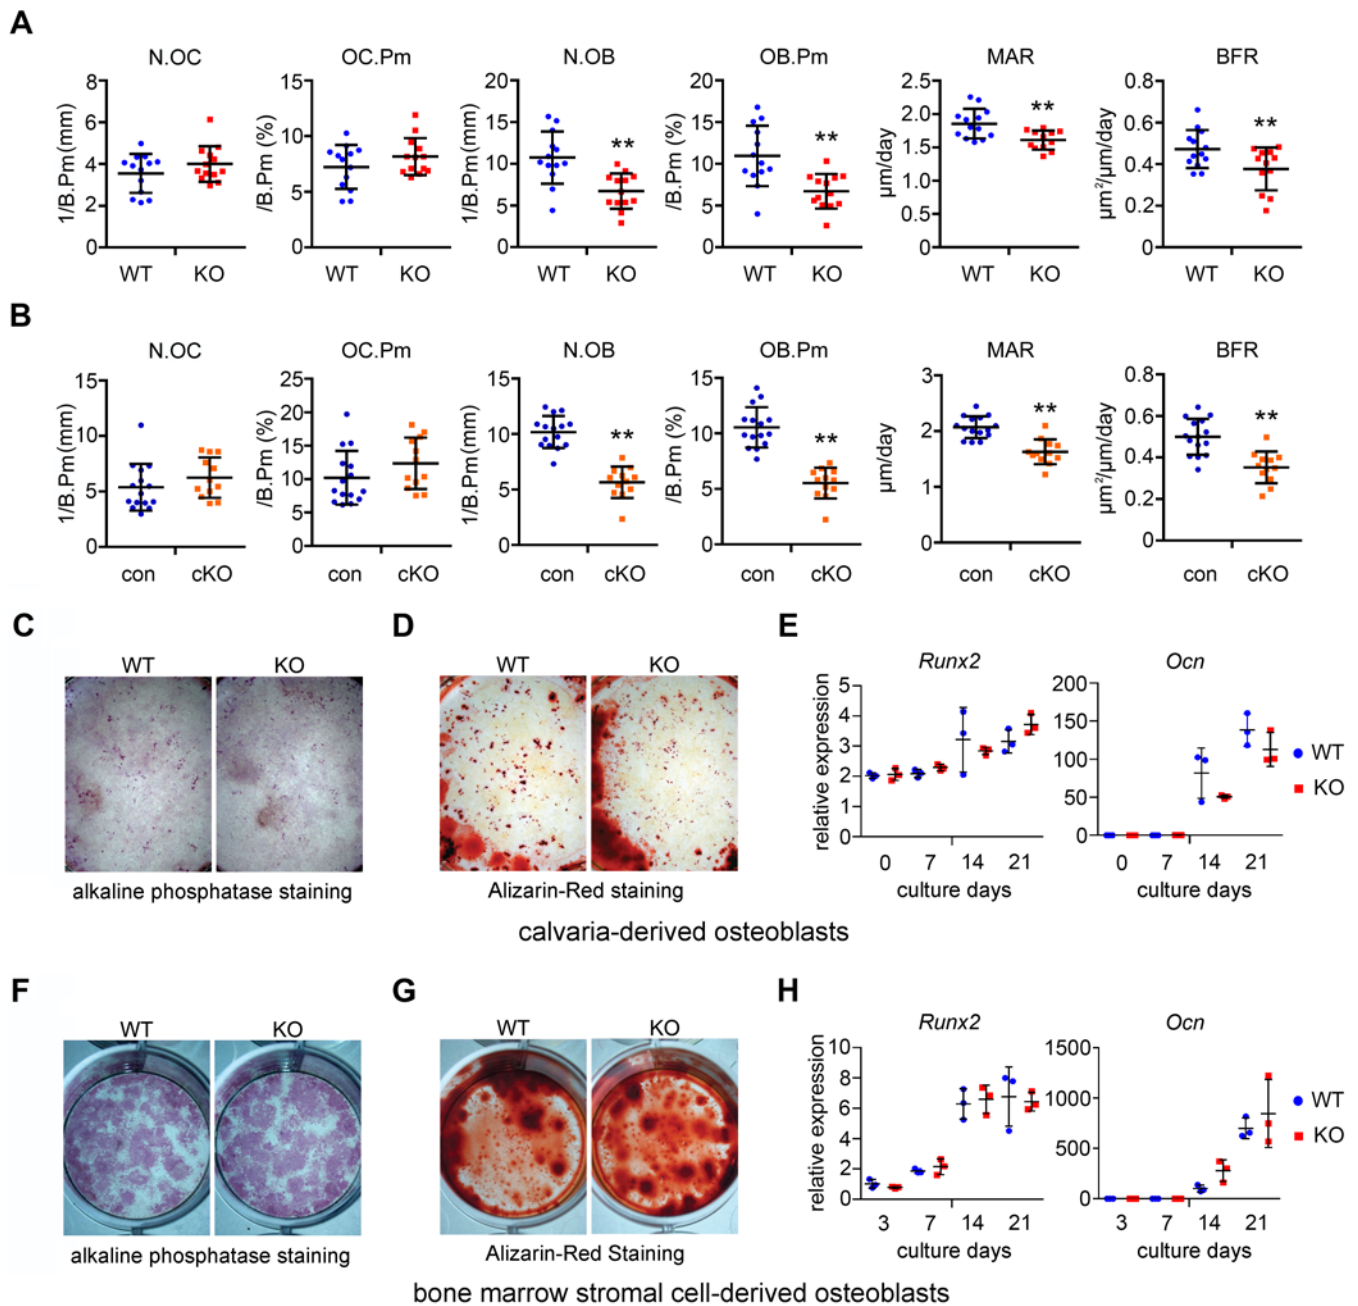 A
N.OC OC.Pm N.OB OB.Pm MAR BFR
1/B.Pm(mm) 8 6 4 2 0 WT KO
/B.Pm (%) 15 10 5 0 WT KO
1/B.Pm(mm) 20 15 10 5 0 ** WT KO
/B.Pm (%) 20 15 10 5 0 ** WT KO
µm/day 2.5 2.0 1.5 1.0 0.5 0 ** WT KO
µm²/µm/day 0.8 0.6 0.4 0.2 0 ** WT KO
B
N.OC OC.Pm N.OB OB.Pm MAR BFR
1/B.Pm(mm) 15 10 5 0 con cKO
/B.Pm (%) 25 20 15 10 5 0 con cKO
1/B.Pm(mm) 15 10 5 0 ** con cKO
/B.Pm (%) 15 10 5 0 ** con cKO
µm/day 3 2 1 0 ** con cKO
µm²/µm/day 0.8 0.6 0.4 0.2 0 ** con cKO
C
WT KO
alkaline phosphatase staining
D
WT KO
Alizarin-Red staining
E
Runx2
relative expression 5 4 3 2 1 0
0 7 14 21
culture days
Ocn
200 150 100 50 0
0 7 14 21
culture days
WT
KO
calvaria-derived osteoblasts
F
WT KO
alkaline phosphatase staining
G
WT KO
Alizarin-Red Staining
H
Runx2
relative expression 10 8 6 4 2 0
3 7 14 21
culture days
Ocn
1500 1000 500 0
3 7 14 21
culture days
WT
KO
bone marrow stromal cell-derived osteoblasts